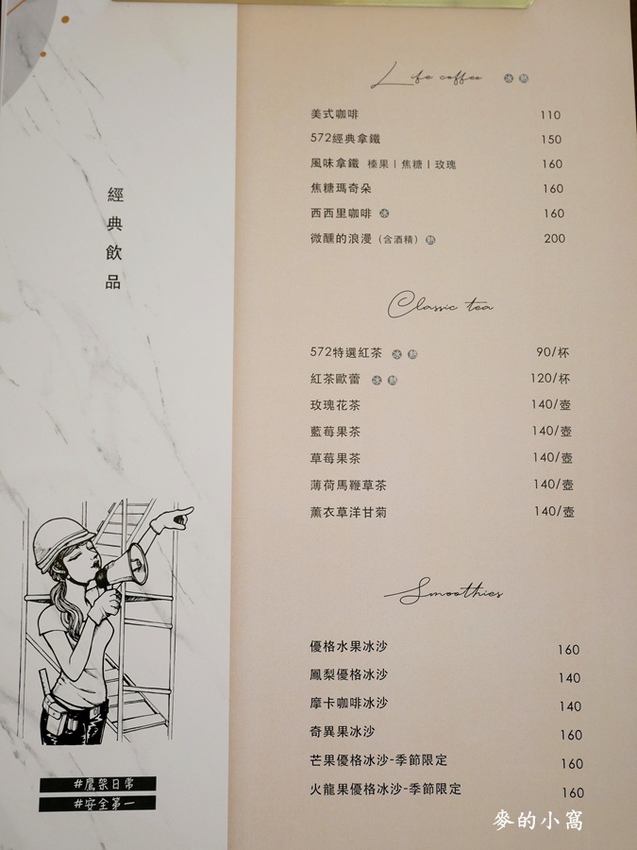 經典飲品
Life coffee 冰 熱
美式咖啡 110
572經典拿鐵 150
風味拿鐵 榛果 | 焦糖 | 玫瑰 160
焦糖瑪奇朵 160
西西里咖啡 冰 160
微醺的浪漫 (含酒精) 熱 200
Classic tea
572特選紅茶 冰 熱 90/杯
紅茶歐蕾 冰 熱 120/杯
玫瑰花茶 140/壺
藍莓果茶 140/壺
草莓果茶 140/壺
薄荷馬鞭草茶 140/壺
薰衣草洋甘菊 140/壺
Smoothies
優格水果冰沙 160
鳳梨優格冰沙 140
摩卡咖啡冰沙 140
奇異果冰沙 160
芒果優格冰沙-季節限定 160
火龍果優格冰沙-季節限定 160
#鷹架日常
#安全第一
麥的小窩